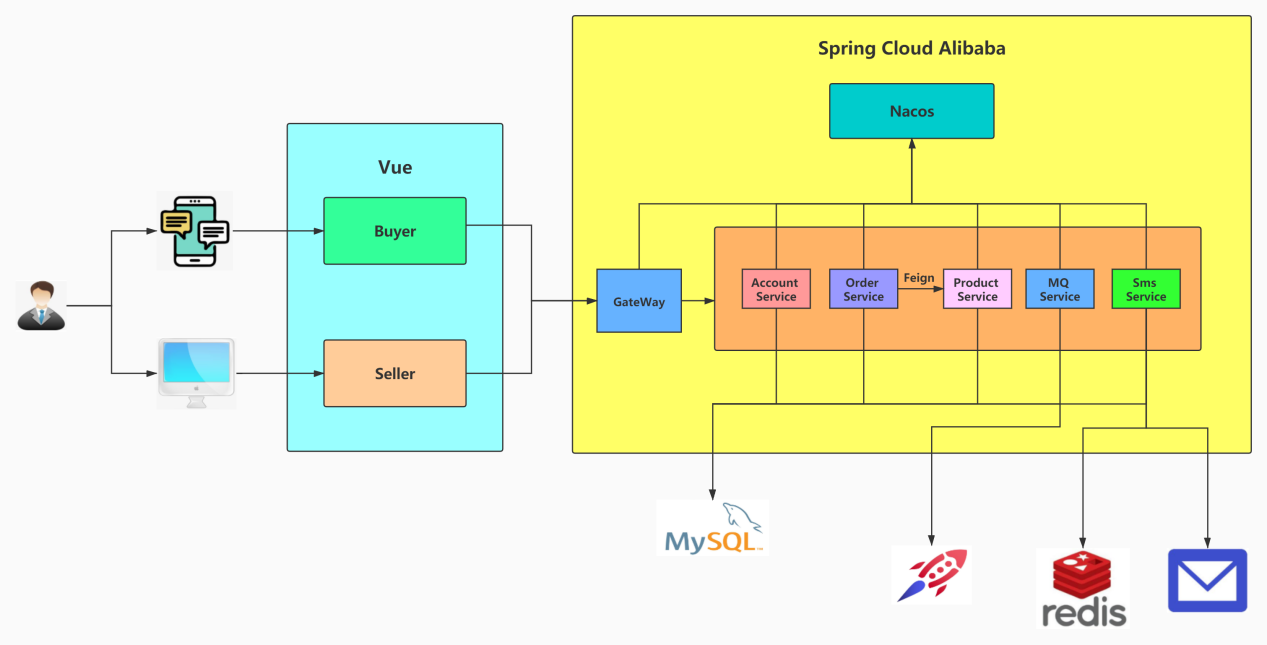 Spring Cloud Alibaba
Nacos
Vue
Buyer
Seller
GateWay
Account
Service
Order
Service
Feign
Product
Service
MQ
Service
Sms
Service
MySQL
redis